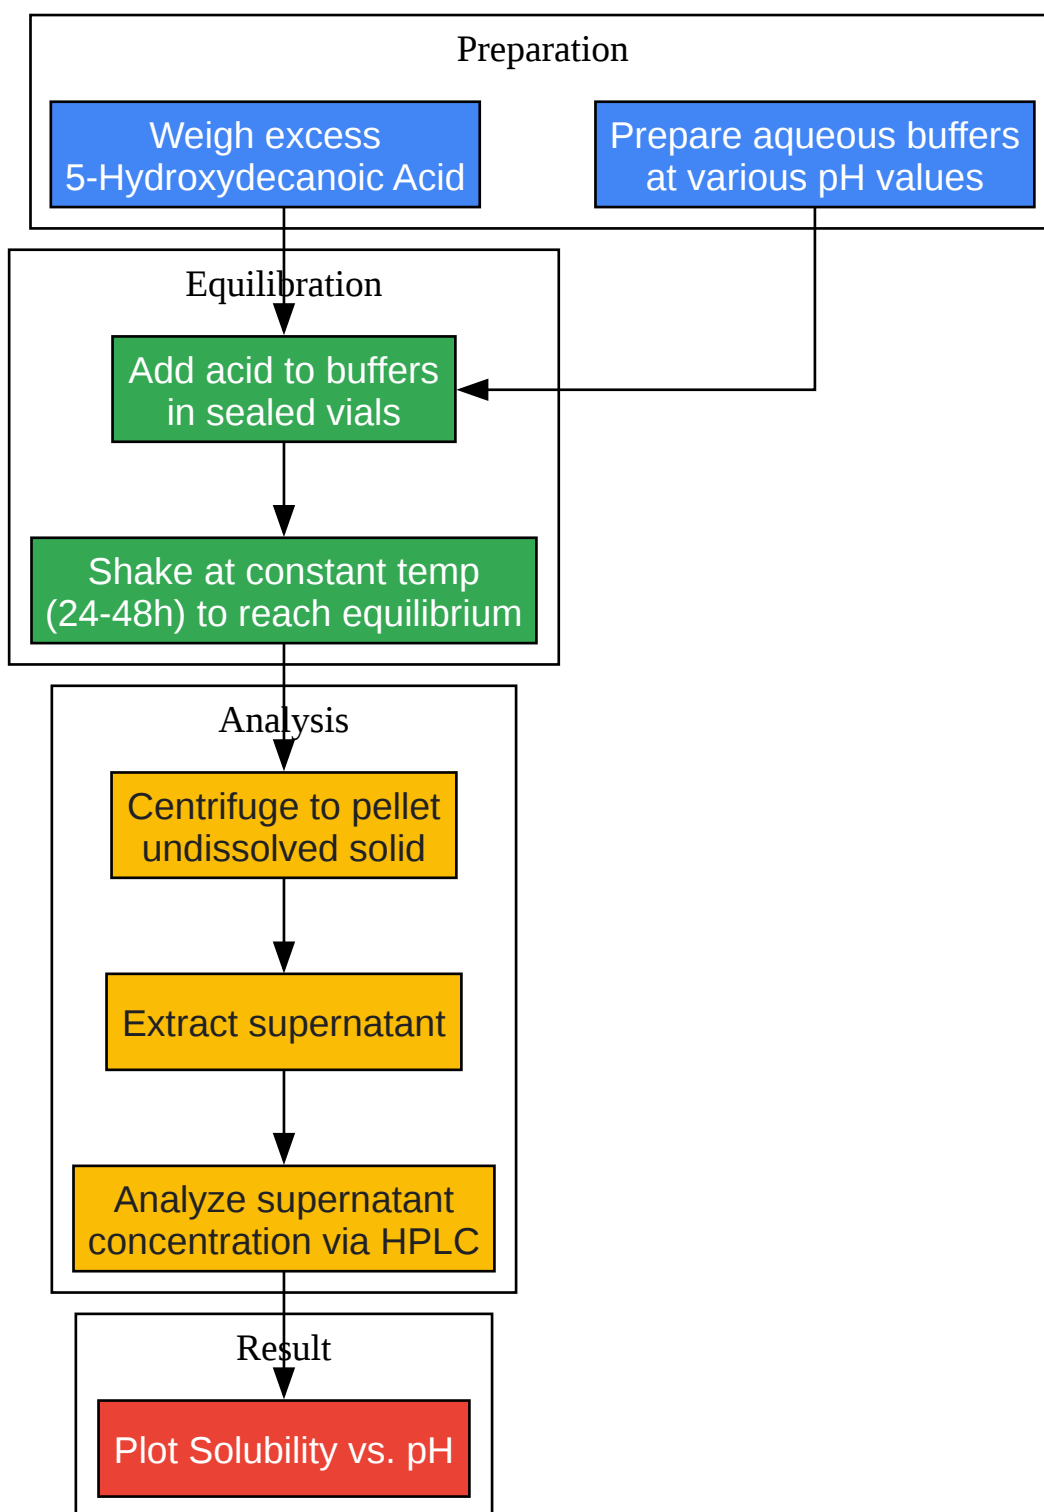 Preparation
Weigh excess
5-Hydroxydecanoic Acid
Prepare aqueous buffers
at various pH values
Equilibration
Add acid to buffers
in sealed vials
Shake at constant temp
(24-48h) to reach equilibrium
Analysis
Centrifuge to pellet
undissolved solid
Extract supernatant
Analyze supernatant
concentration via HPLC
Result
Plot Solubility vs. pH